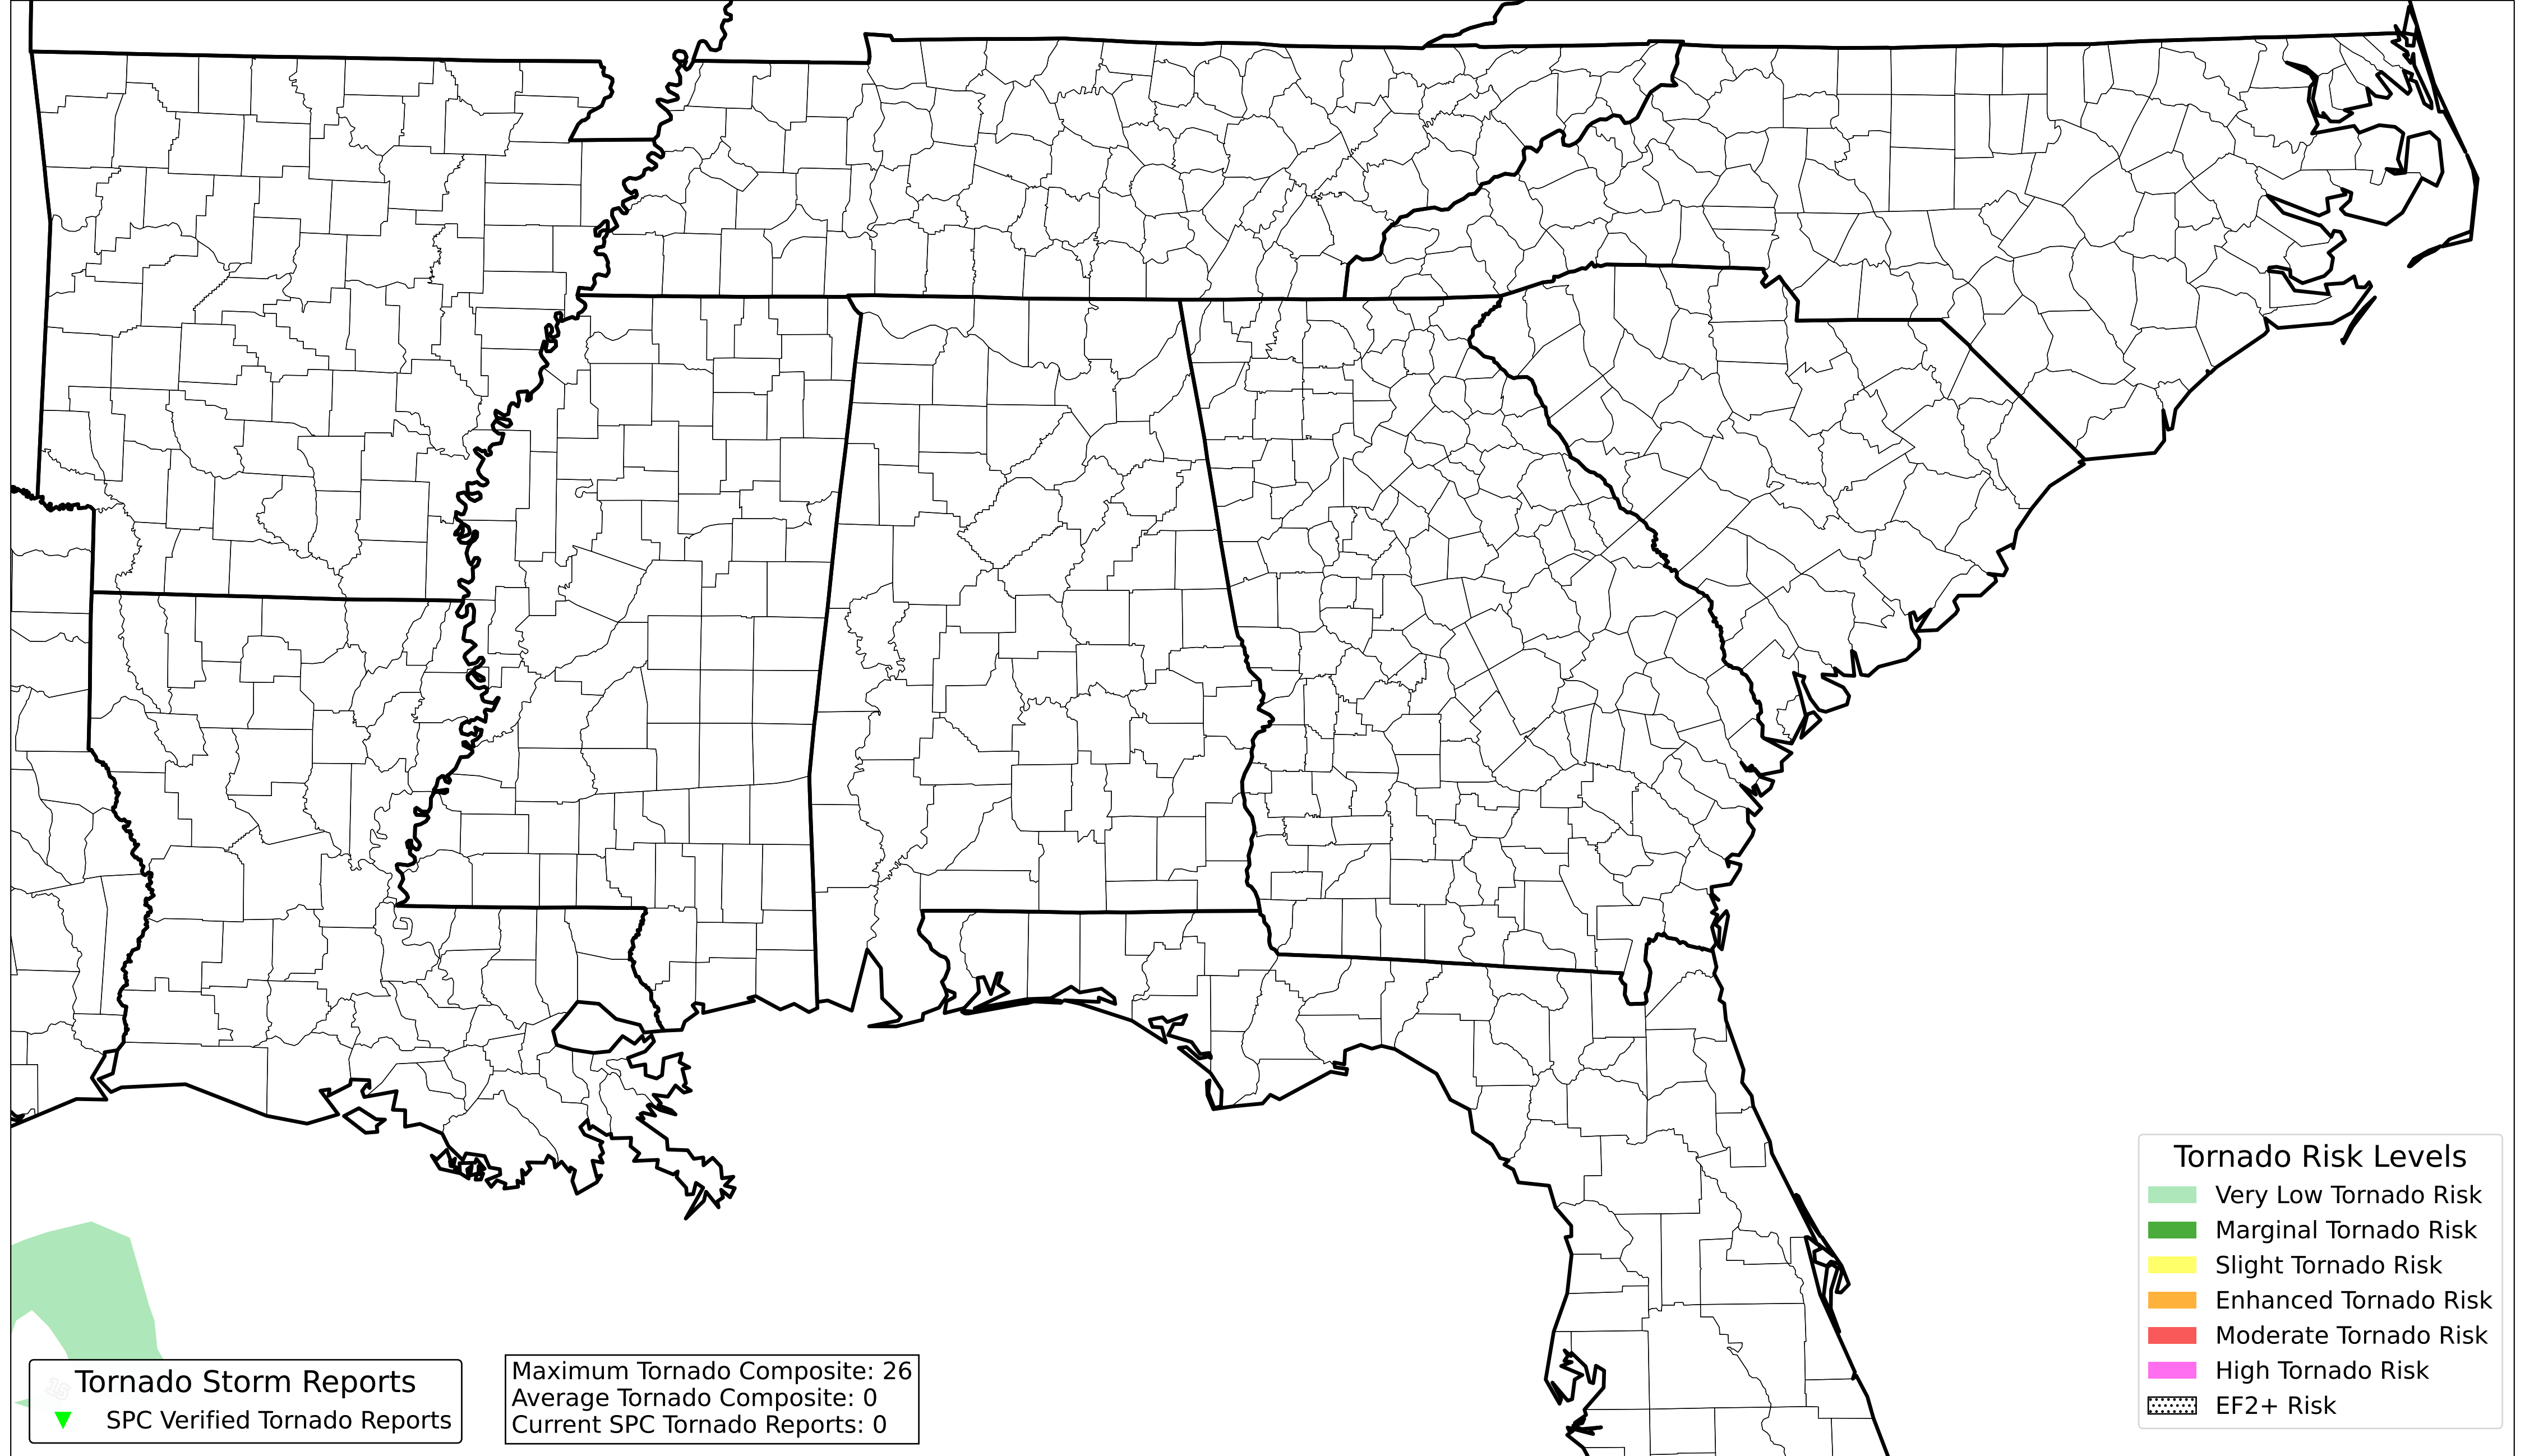 Tornado Risk Levels
Very Low Tornado Risk
Marginal Tornado Risk
Slight Tornado Risk
Enhanced Tornado Risk
Moderate Tornado Risk
High Tornado Risk
EF2+ Risk
Tornado Storm Reports
SPC Verified Tornado Reports
Maximum Tornado Composite: 26
Average Tornado Composite: 0
Current SPC Tornado Reports: 0